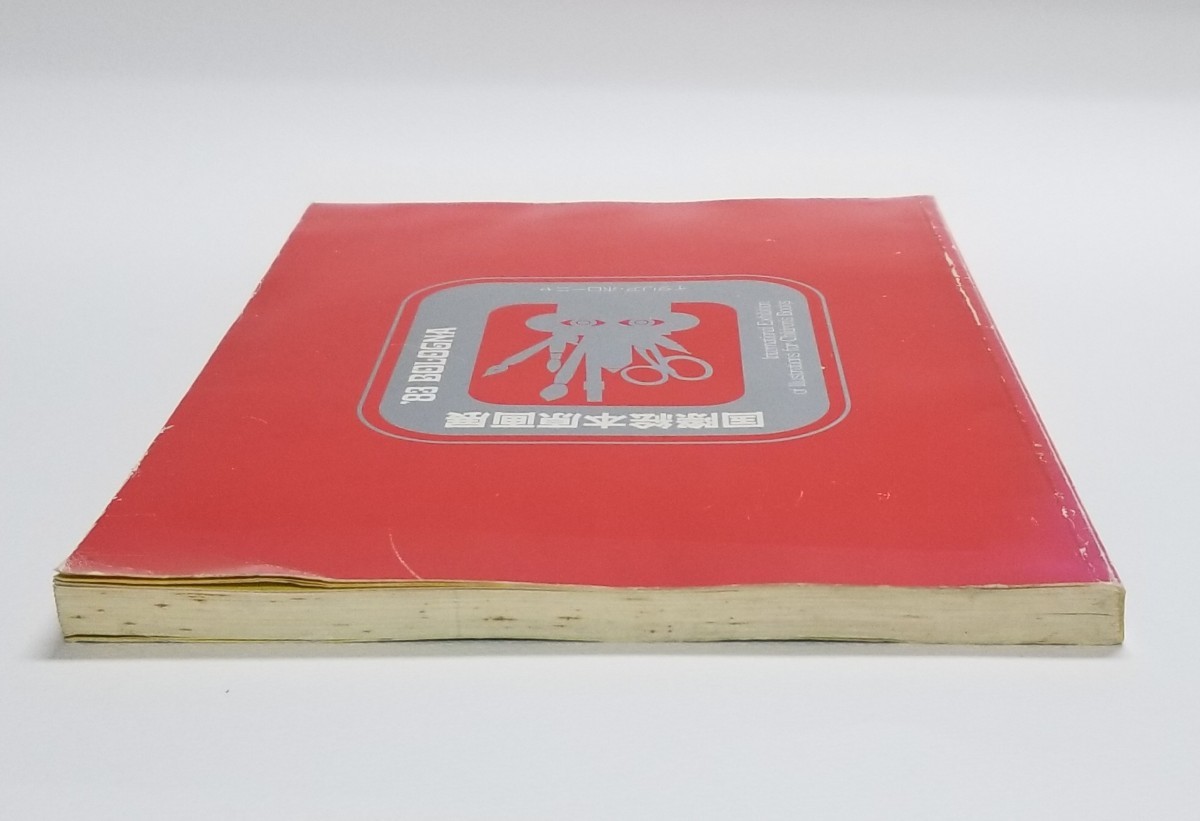 国際絵本原画展
'83 BOLOGNA
International Exhibition
of Illustrations for Children's Books
イタリア・ボローニャ